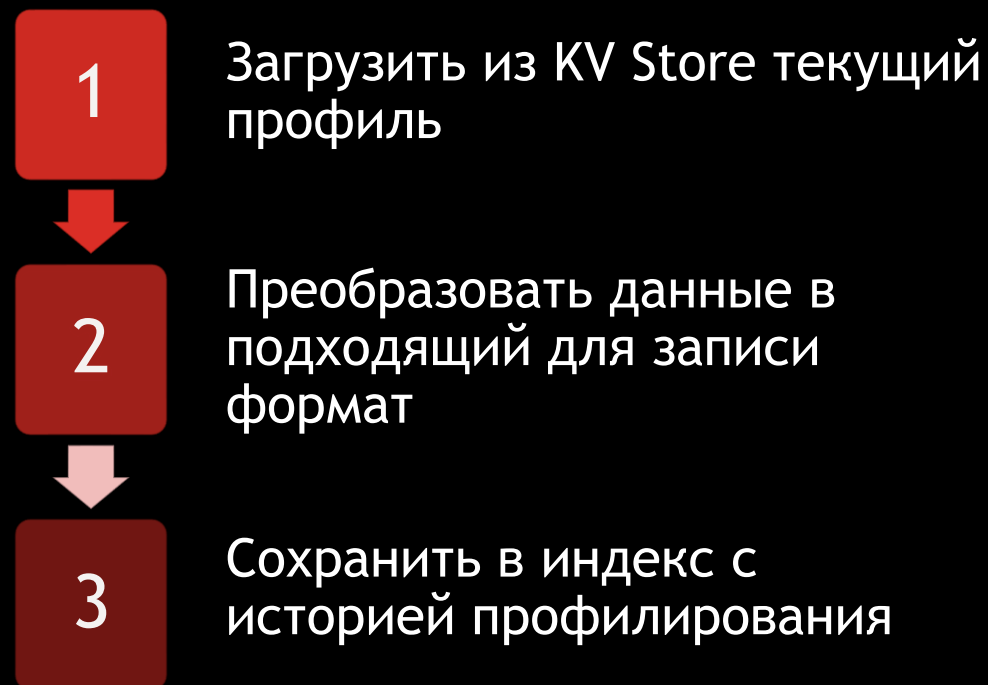 1
Загрузить из KV Store текущий
профиль
2
Преобразовать данные в
подходящий для записи
формат
3
Сохранить в индекс с
историей профилирования